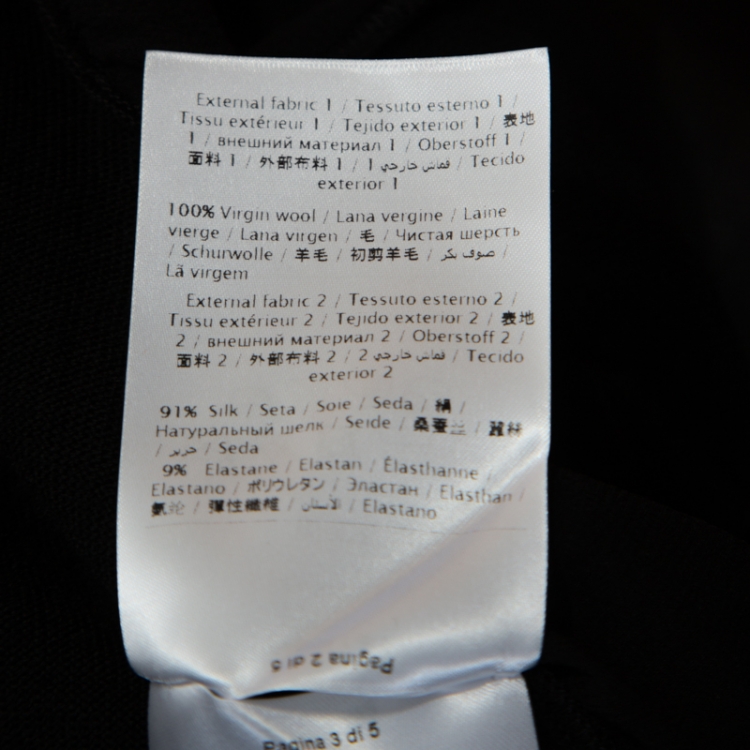 External fabric 1 / Tessuto esterno 1 /
Tissu extérieur 1 / Tejido exterior 1 / 表地
1 / внешний материал 1 / Oberstoff 1 /
面料 1 / 外部布料 1 / قماش خارجي 1 / Tecido
exterior 1
100% Virgin wool / Lana vergine / Laine
vierge / Lana virgen / 毛 / Чистая шерсть
/ Schurwolle / 羊毛 / 初剪羊毛 / صوف بكر /
Lã virgem
External fabric 2 / Tessuto esterno 2 /
Tissu extérieur 2 / Tejido exterior 2 / 表地
2 / внешний материал 2 / Oberstoff 2 /
面料 2 / 外部布料 2 / قماش خارجي 2 / Tecido
exterior 2
91% Silk / Seta / Soie / Seda / 絹 /
Натуральный шелк / Seide / 桑蚕丝 / 蠶絲
/ حرير / Seda
9% Elastane / Elastan / Élasthanne /
Elastano / ポリウレタン / Эластан / Elasthan /
氨纶 / 彈性纖維 / الأستان / Elastano
Pagina 2 di 5
Pagina 3 di 5